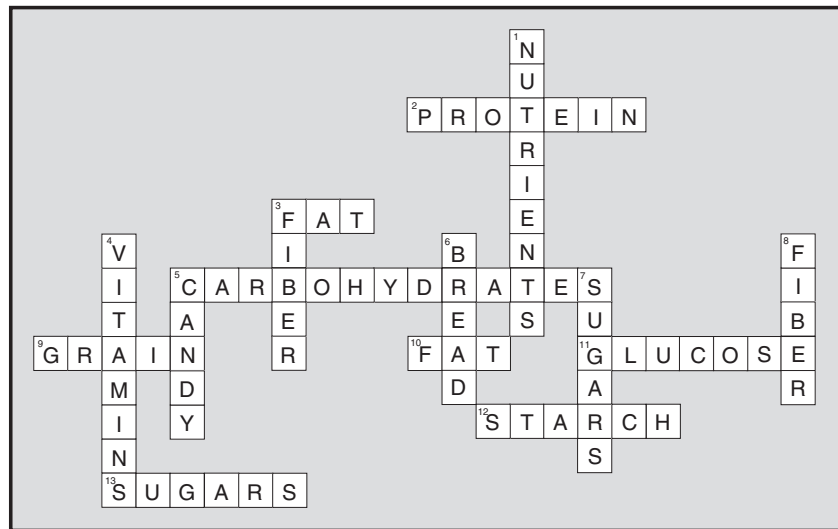 1 N
U
2 P R O T E I N
R
I
3 F A T E
4 V I 6 B N 8 F
I 5 C A R B O H Y D R A T E 7 S I
T A E E S U B
9 G R A I N R 10 F A T 11 G L U C O S E
M D D A R
I Y 12 S T A R C H
N S
13 S U G A R S